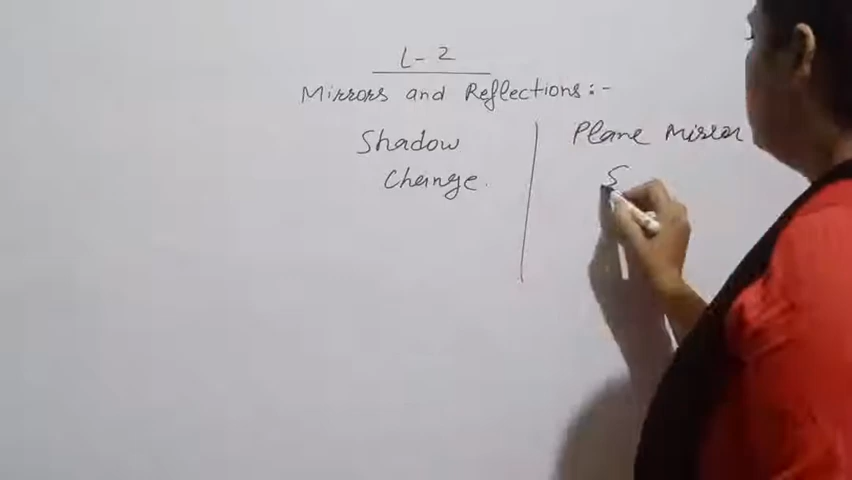 L-2
Mirrors and Reflections:-
Shadow
Change.
Plane Mirror
S